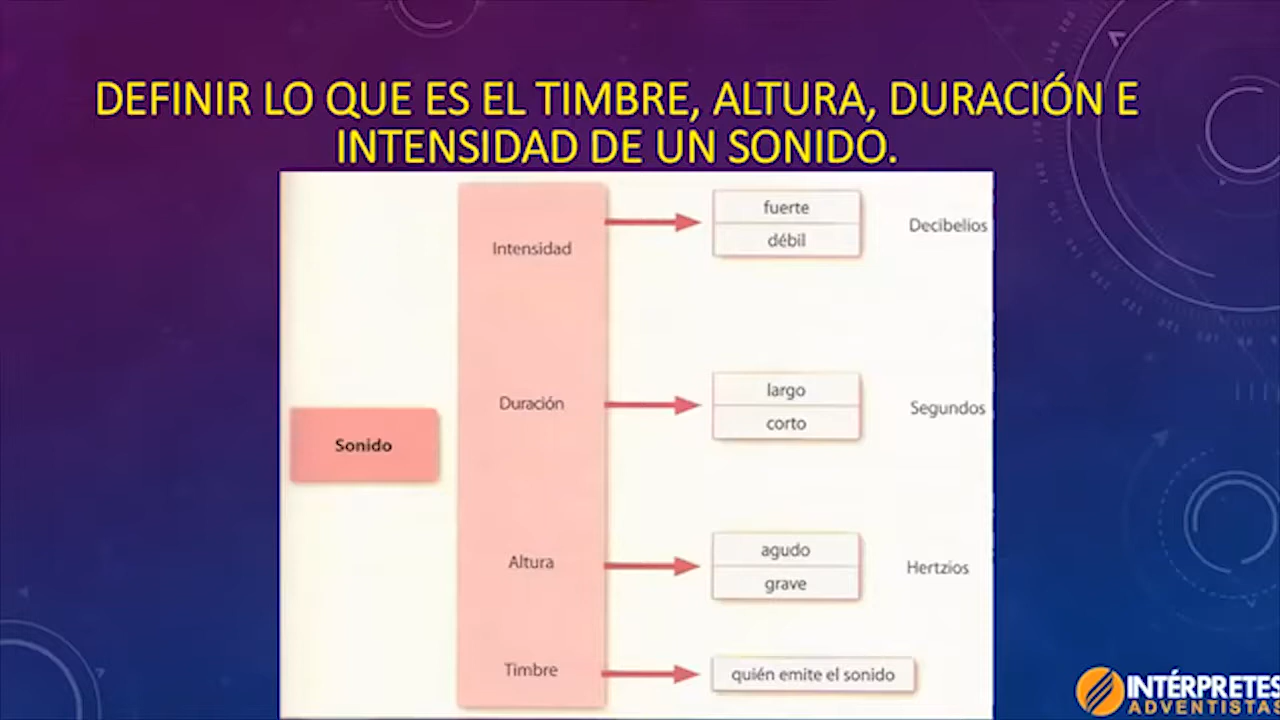 DEFINIR LO QUE ES EL TIMBRE, ALTURA, DURACIÓN E
INTENSIDAD DE UN SONIDO.
Sonido
Intensidad
fuerte
débil
Decibelios
Duración
largo
corto
Segundos
Altura
agudo
grave
Hertzios
Timbre
quién emite el sonido
INTÉRPRETES
ADVENTISTAS